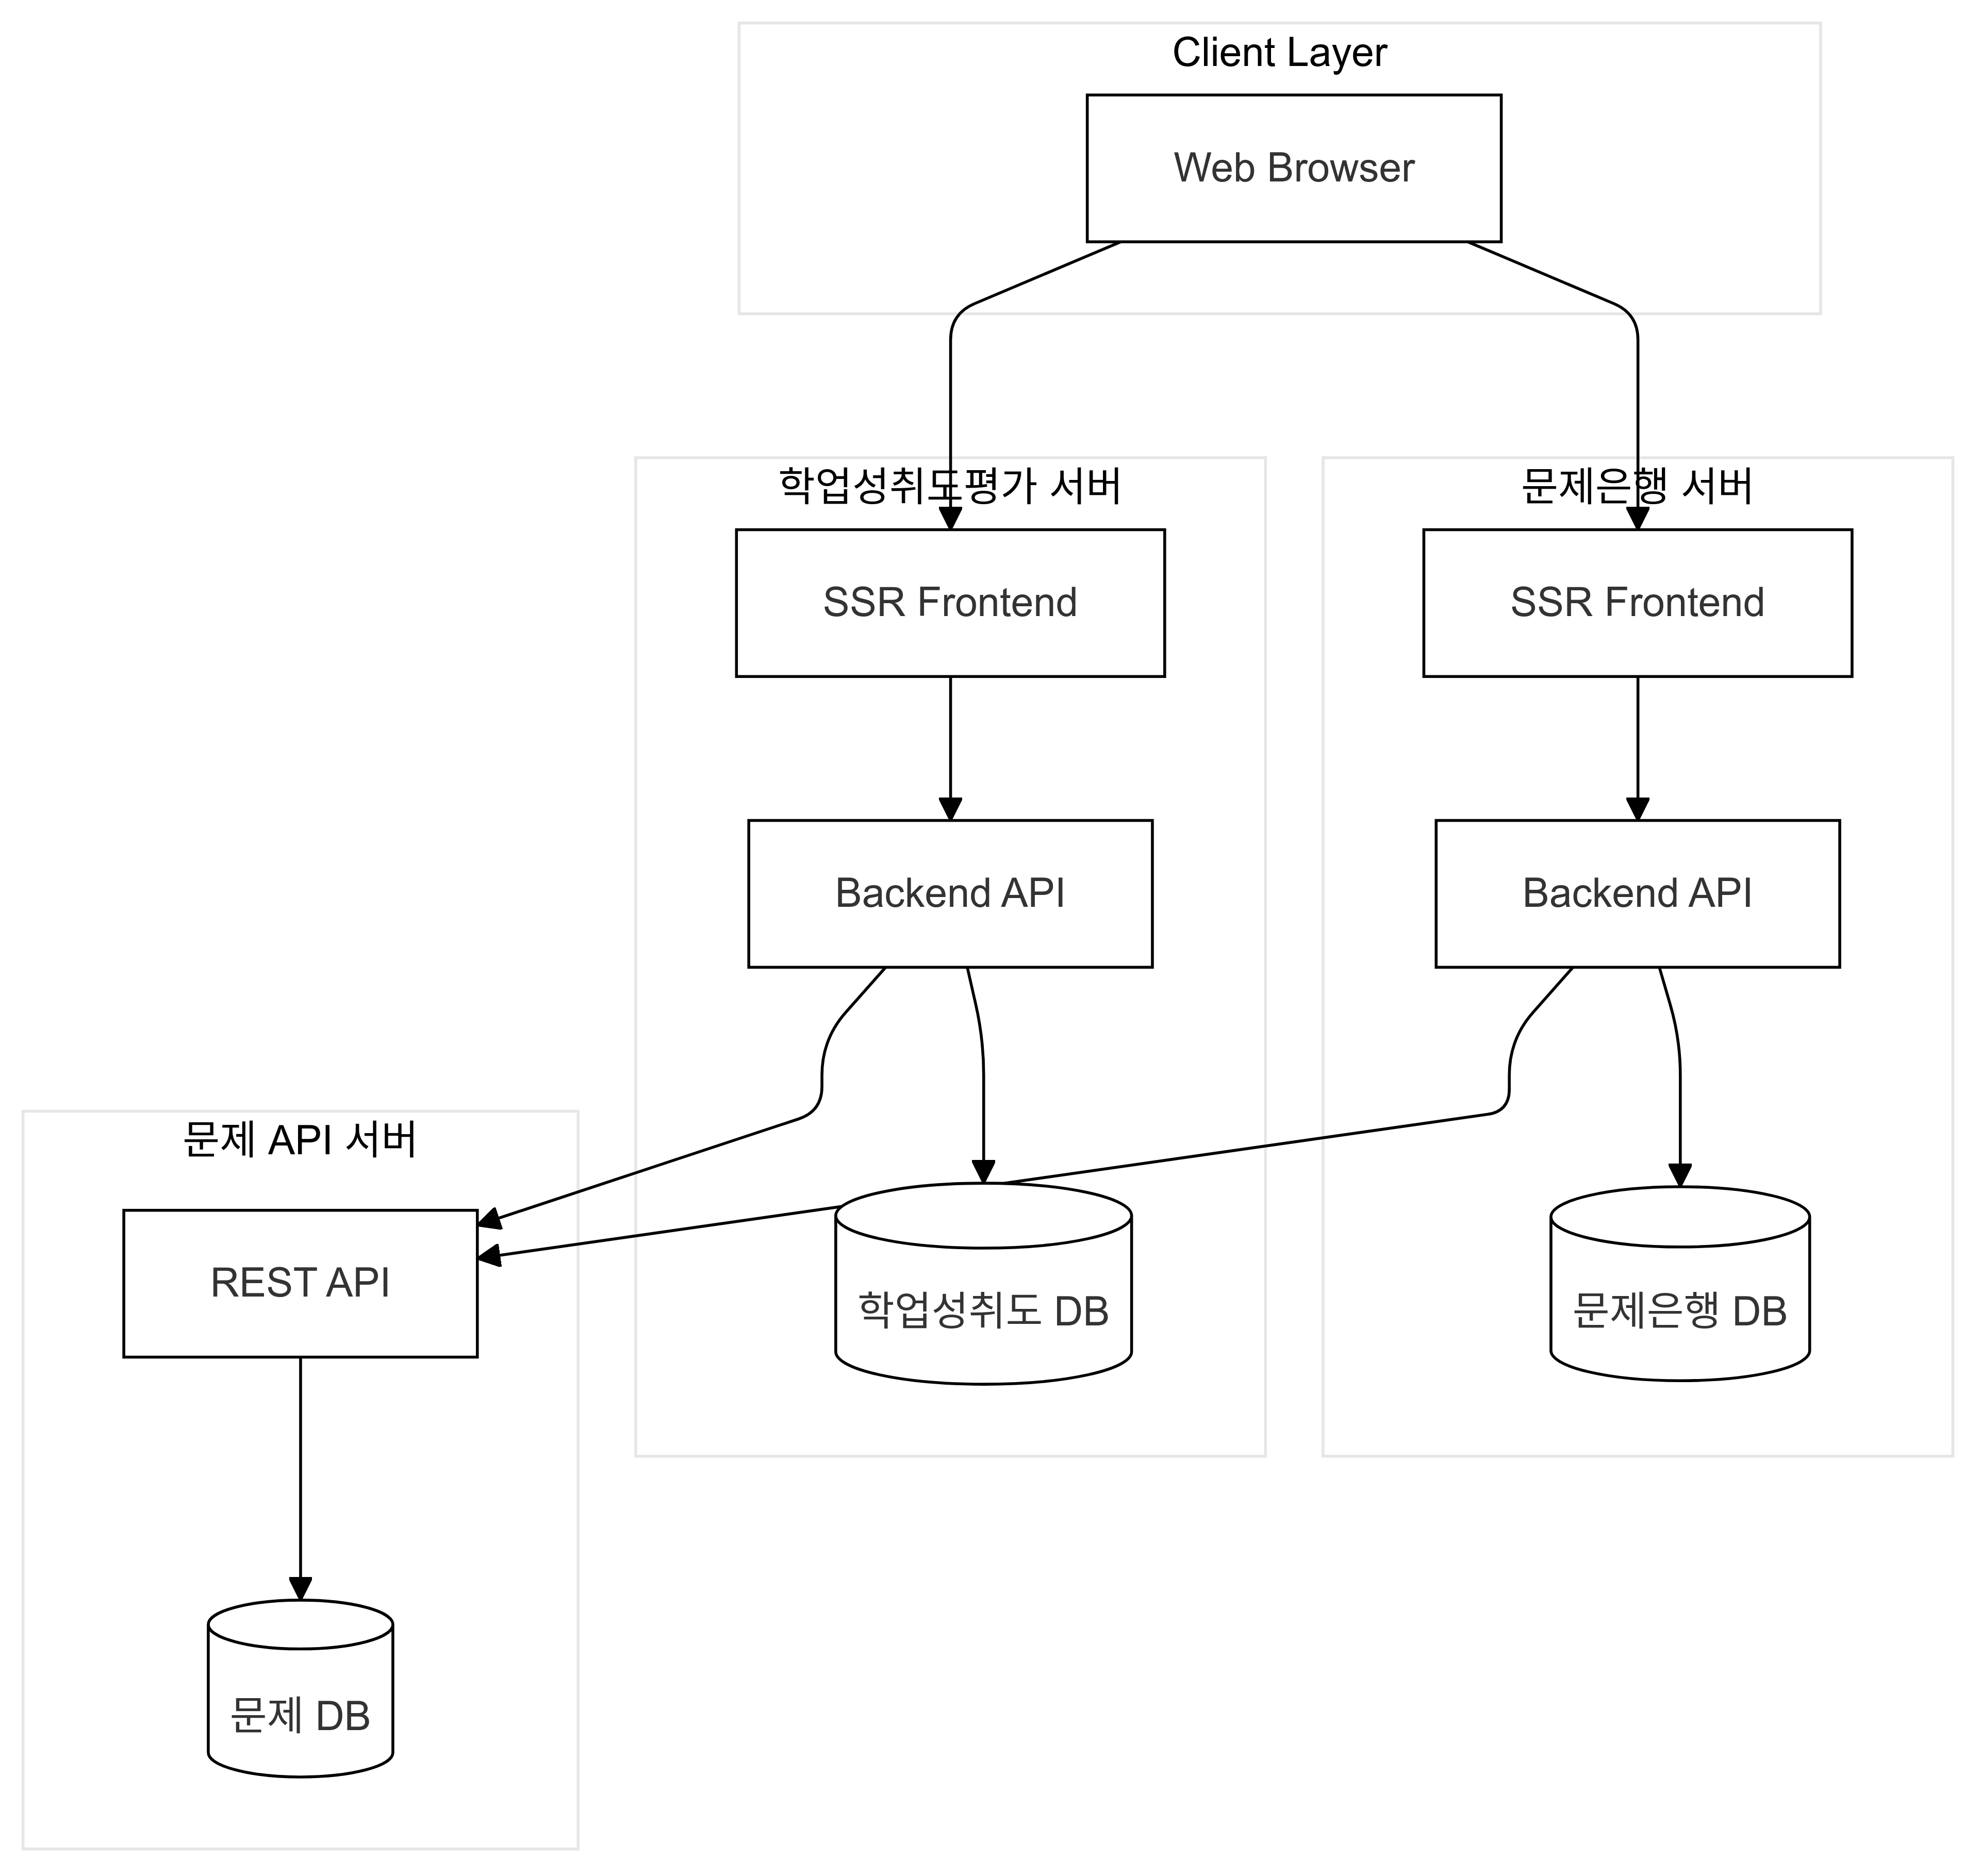 Client Layer
Web Browser
학업성취도평가 서버
문제은행 서버
SSR Frontend
SSR Frontend
Backend API
Backend API
문제 API 서버
REST API
학업성취도 DB
문제은행 DB
문제 DB